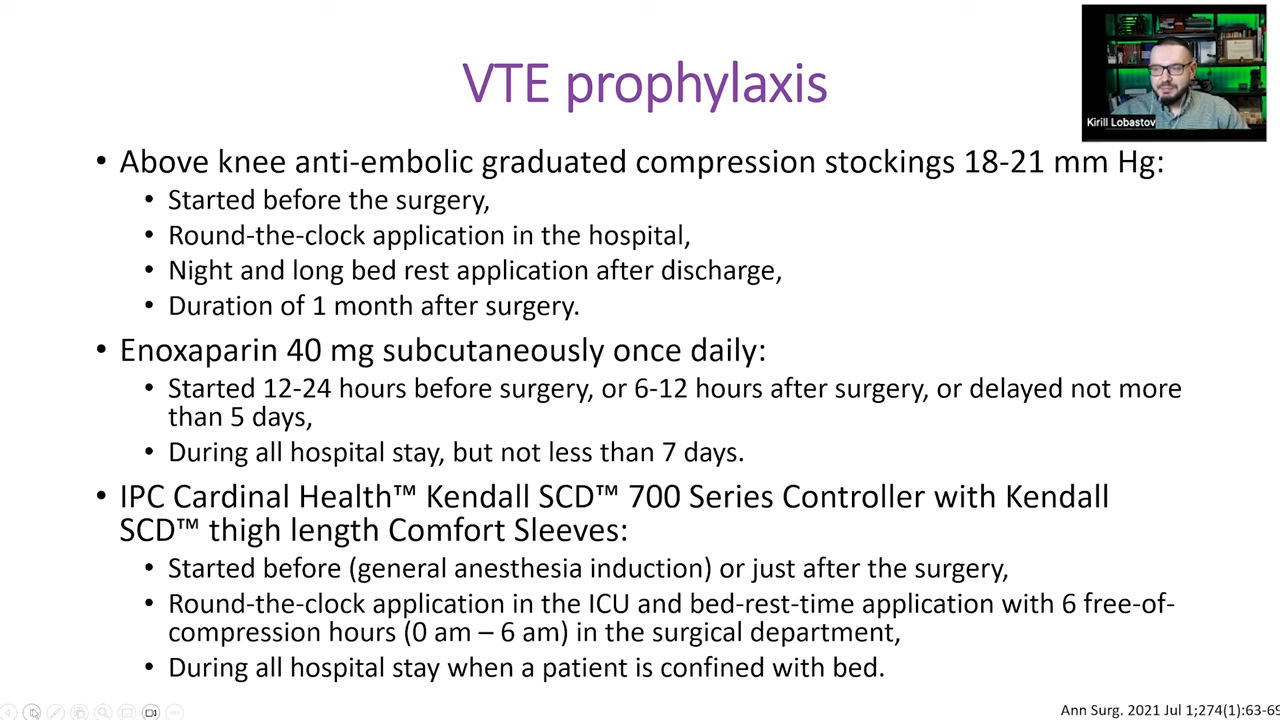 VTE prophylaxis
Kirill Lobastov
• Above knee anti-embolic graduated compression stockings 18-21 mm Hg:
• Started before the surgery,
• Round-the-clock application in the hospital,
• Night and long bed rest application after discharge,
• Duration of 1 month after surgery.
• Enoxaparin 40 mg subcutaneously once daily:
• Started 12-24 hours before surgery, or 6-12 hours after surgery, or delayed not more
than 5 days,
• During all hospital stay, but not less than 7 days.
• IPC Cardinal Health™ Kendall SCD™ 700 Series Controller with Kendall
SCD™ thigh length Comfort Sleeves:
• Started before (general anesthesia induction) or just after the surgery,
• Round-the-clock application in the ICU and bed-rest-time application with 6 free-of-
compression hours (0 am – 6 am) in the surgical department,
• During all hospital stay when a patient is confined with bed.
Ann Surg. 2021 Jul 1;274(1):63-69